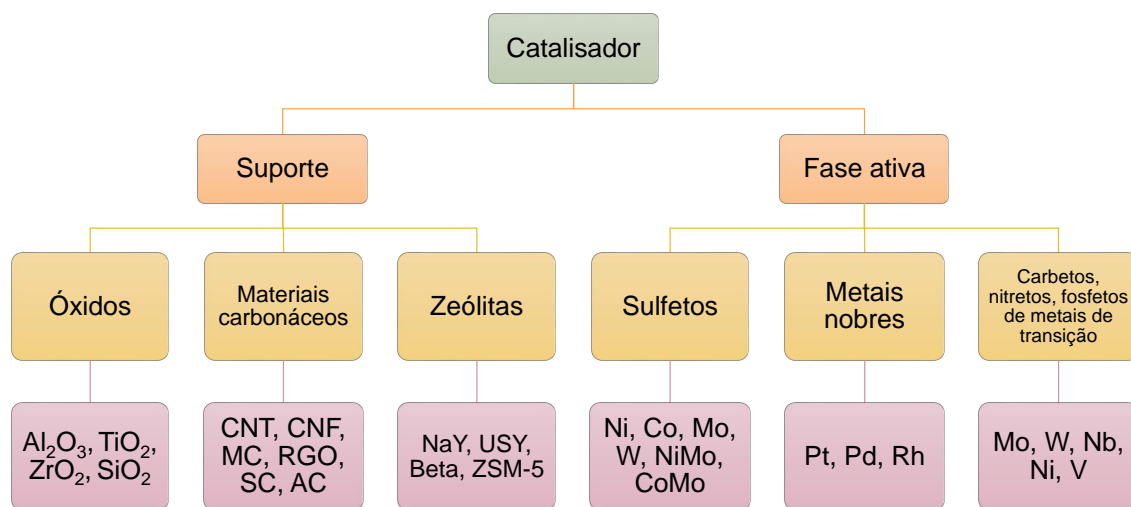 Catalisador
Suporte
Fase ativa
Óxidos
Materiais
carbonáceos
Zeólitas
Sulfetos
Metais
nobres
Carbetos,
nitretos, fosfetos
de metais de
transição
Al₂O₃, TiO₂,
ZrO₂, SiO₂
CNT, CNF,
MC, RGO,
SC, AC
NaY, USY,
Beta, ZSM-5
Ni, Co, Mo,
W, NiMo,
CoMo
Pt, Pd, Rh
Mo, W, Nb,
Ni, V